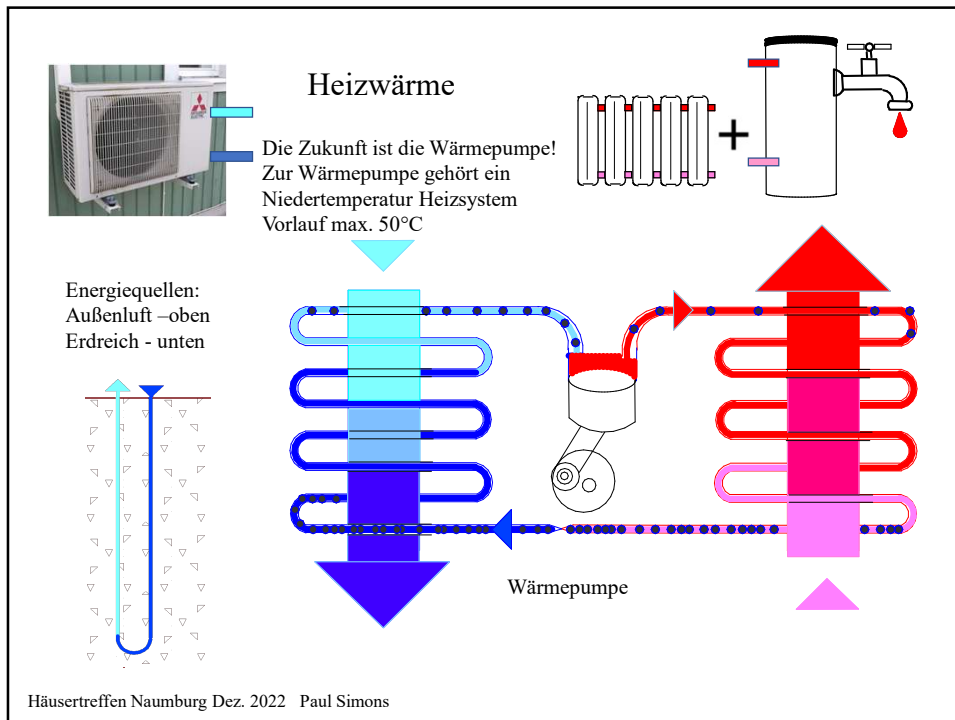 Heizwärme
Die Zukunft ist die Wärmepumpe!
Zur Wärmepumpe gehört ein
Niedertemperatur Heizsystem
Vorlauf max. 50°C
Energiequellen:
Außenluft –oben
Erdreich - unten
Wärmepumpe
Häusertreffen Naumburg Dez. 2022 Paul Simons